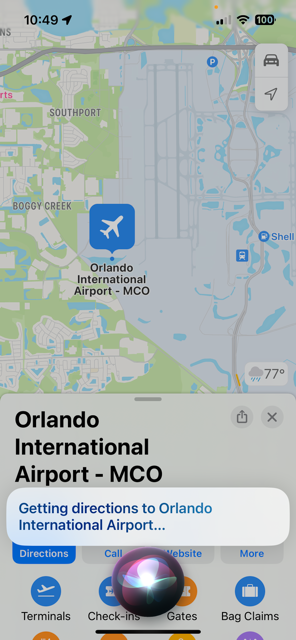 10:49
100
NS
rts
P
SOUTHPORT
BOGGY CREEK
Orlando
International
Airport - MCO
Shell
77°
Orlando
International
Airport - MCO
Getting directions to Orlando
International Airport...
Directions
Call
Website
More
Terminals
Check-ins
Gates
Bag Claims